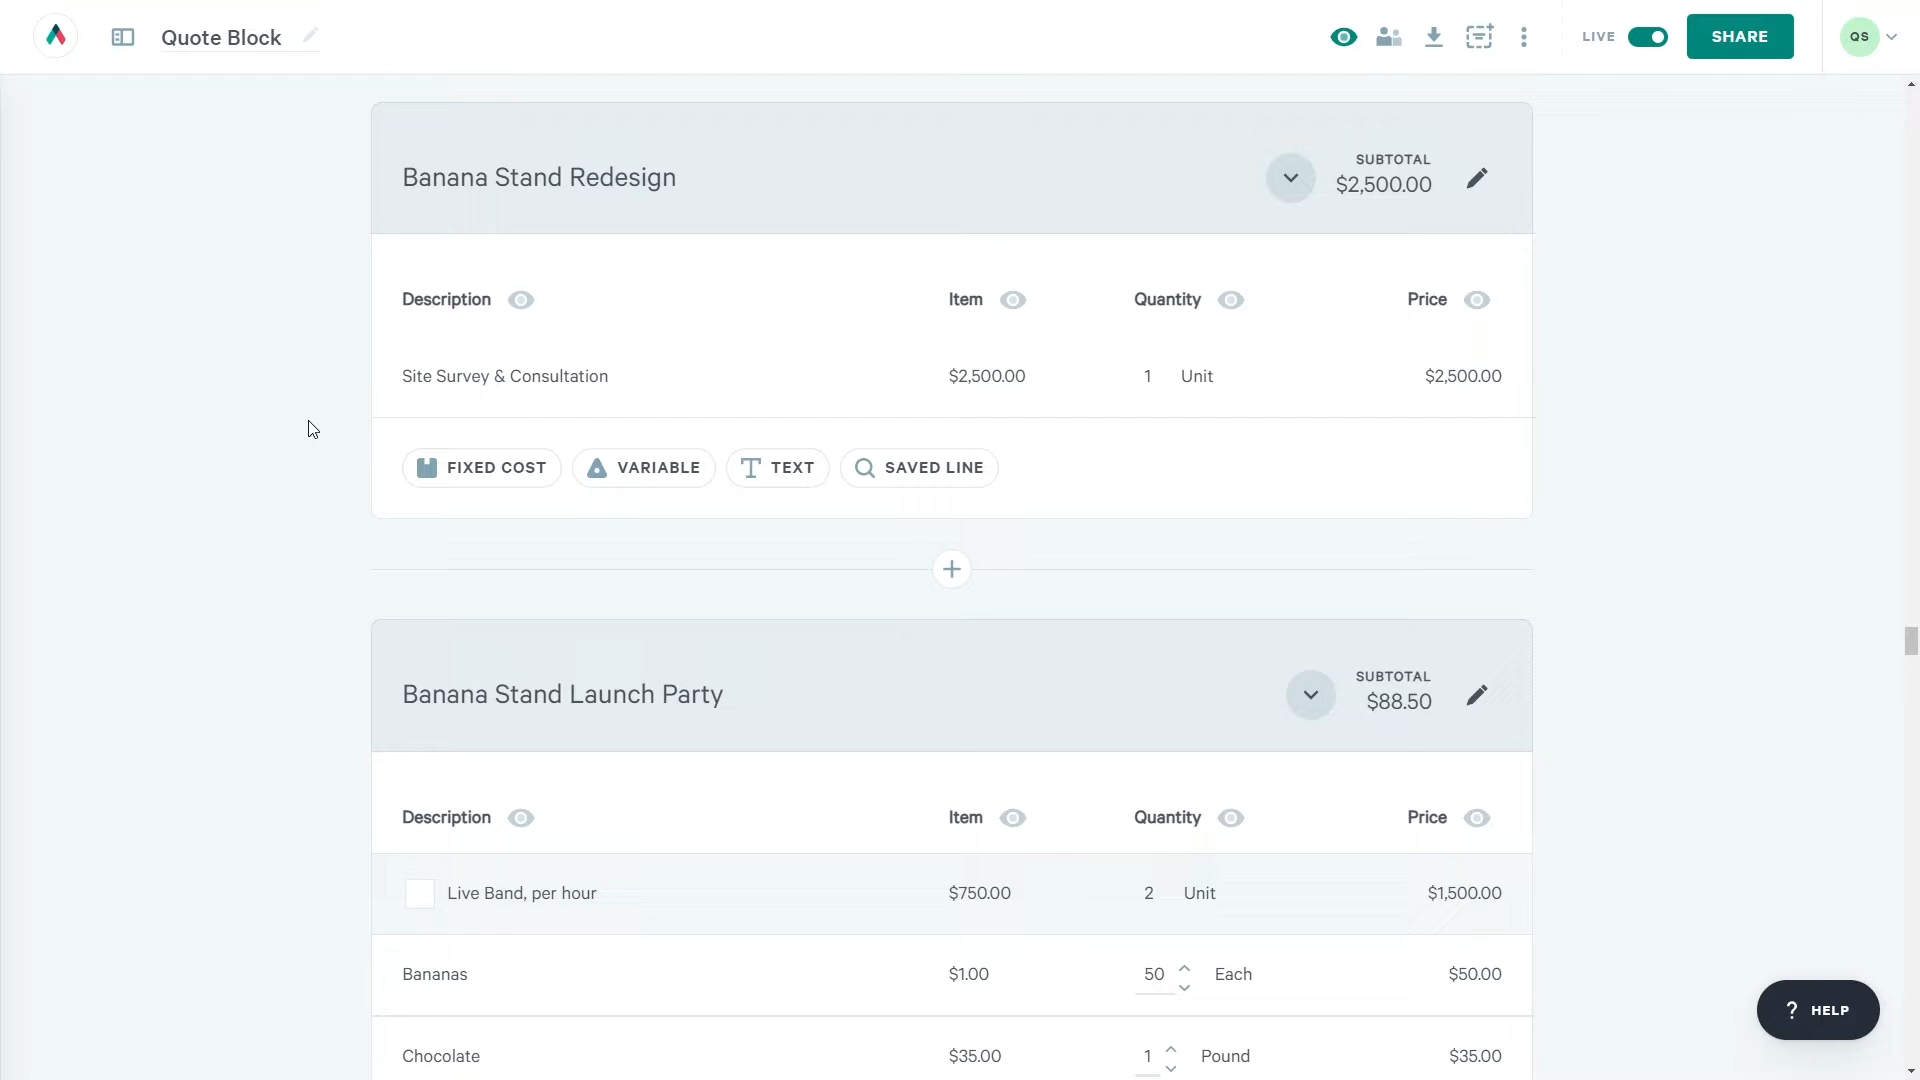 Quote Block
LIVE
SHARE
QS
Banana Stand Redesign
SUBTOTAL
$2,500.00
Description Item Quantity Price
Site Survey & Consultation $2,500.00 1 Unit $2,500.00
FIXED COST VARIABLE TEXT SAVED LINE
Banana Stand Launch Party
SUBTOTAL
$88.50
Description Item Quantity Price
Live Band, per hour $750.00 2 Unit $1,500.00
Bananas $1.00 50 Each $50.00
? HELP
Chocolate $35.00 1 Pound $35.00